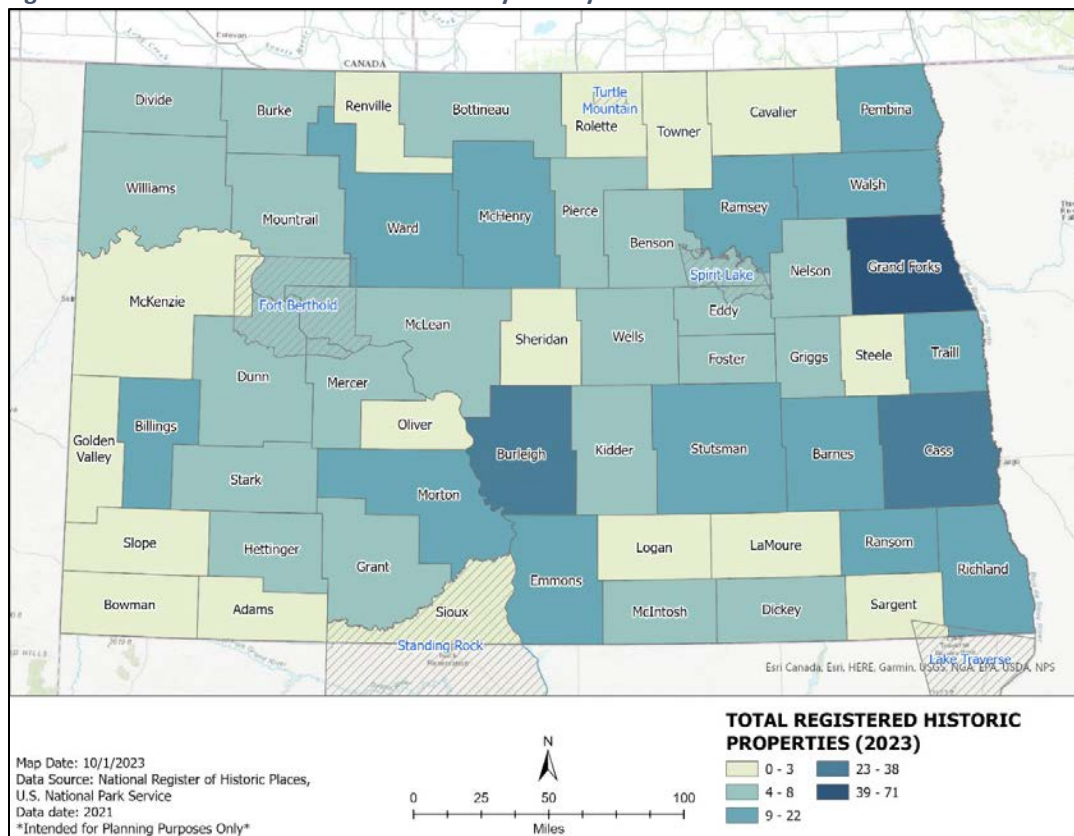 Estevan
CANADA
Divide
Burke
Renville
Bottineau
Turtle
Mountain
Rolette
Towner
Cavalier
Pembina
Williams
Mountrail
Ward
McHenry
Pierce
Benson
Ramsey
Walsh
Spirit Lake
Nelson
Grand Forks
McKenzie
Fort Berthold
McLean
Sheridan
Wells
Eddy
Foster
Griggs
Steele
Traill
Dunn
Mercer
Oliver
Golden
Valley
Billings
Stark
Burleigh
Kidder
Stutsman
Barnes
Cass
Morton
Slope
Hettinger
Grant
Emmons
Logan
LaMoure
Ransom
Richland
Bowman
Adams
Sioux
McIntosh
Dickey
Sargent
Standing Rock
Lake Traverse
Esri Canada, Esri, HERE, Garmin, USGS, NGA, EPA, USDA, NPS
TOTAL REGISTERED HISTORIC
PROPERTIES (2023)
0 - 3
4 - 8
9 - 22
23 - 38
39 - 71
Map Date: 10/1/2023
Data Source: National Register of Historic Places,
U.S. National Park Service
Data date: 2021
*Intended for Planning Purposes Only*
N
0 25 50 100
Miles